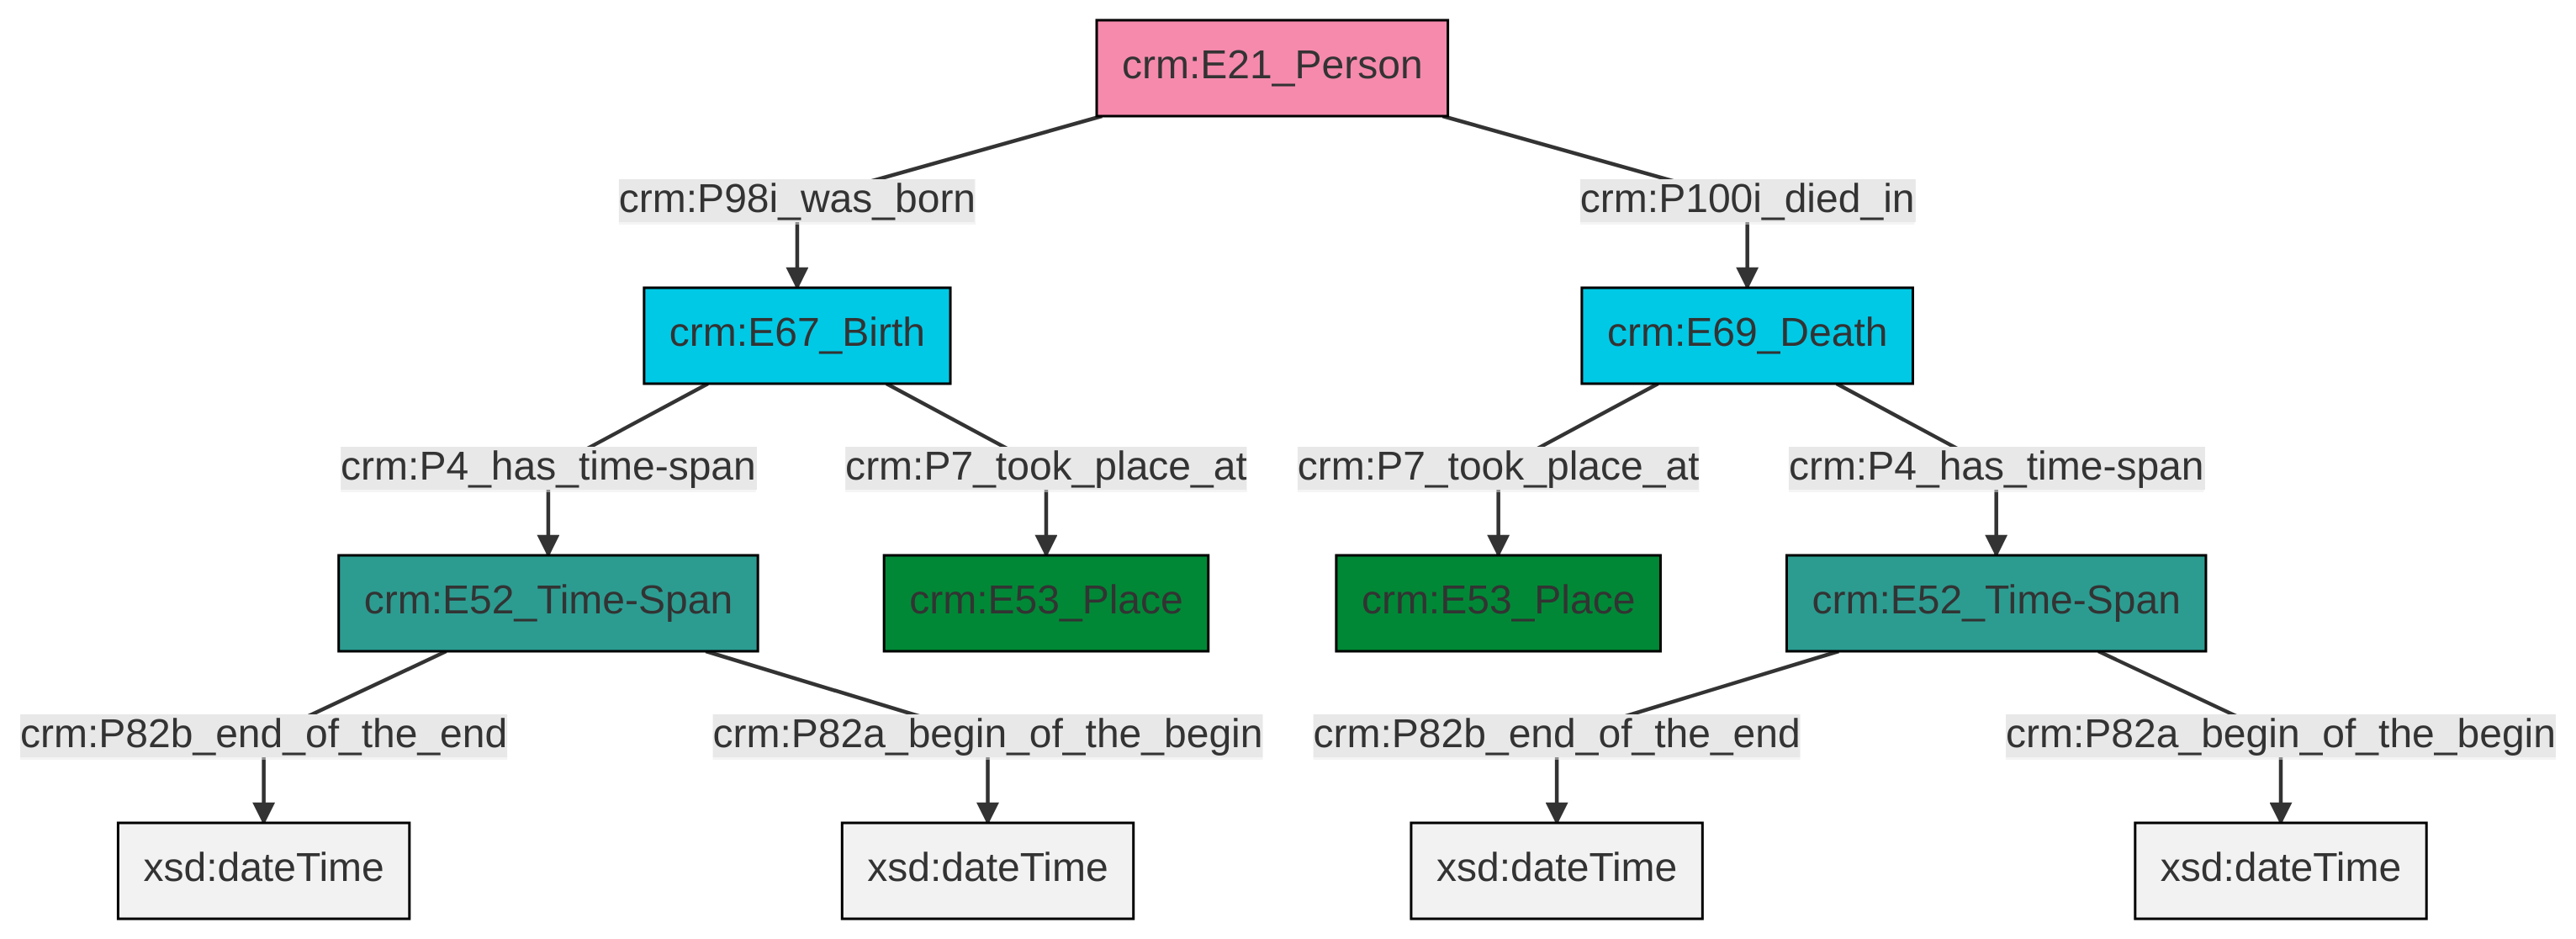 crm:E21_Person
crm:P98i_was_born
crm:P100i_died_in
crm:E67_Birth
crm:E69_Death
crm:P4_has_time-span
crm:P7_took_place_at
crm:P7_took_place_at
crm:P4_has_time-span
crm:E52_Time-Span
crm:E53_Place
crm:E53_Place
crm:E52_Time-Span
crm:P82b_end_of_the_end
crm:P82a_begin_of_the_begin
crm:P82b_end_of_the_end
crm:P82a_begin_of_the_begin
xsd:dateTime
xsd:dateTime
xsd:dateTime
xsd:dateTime